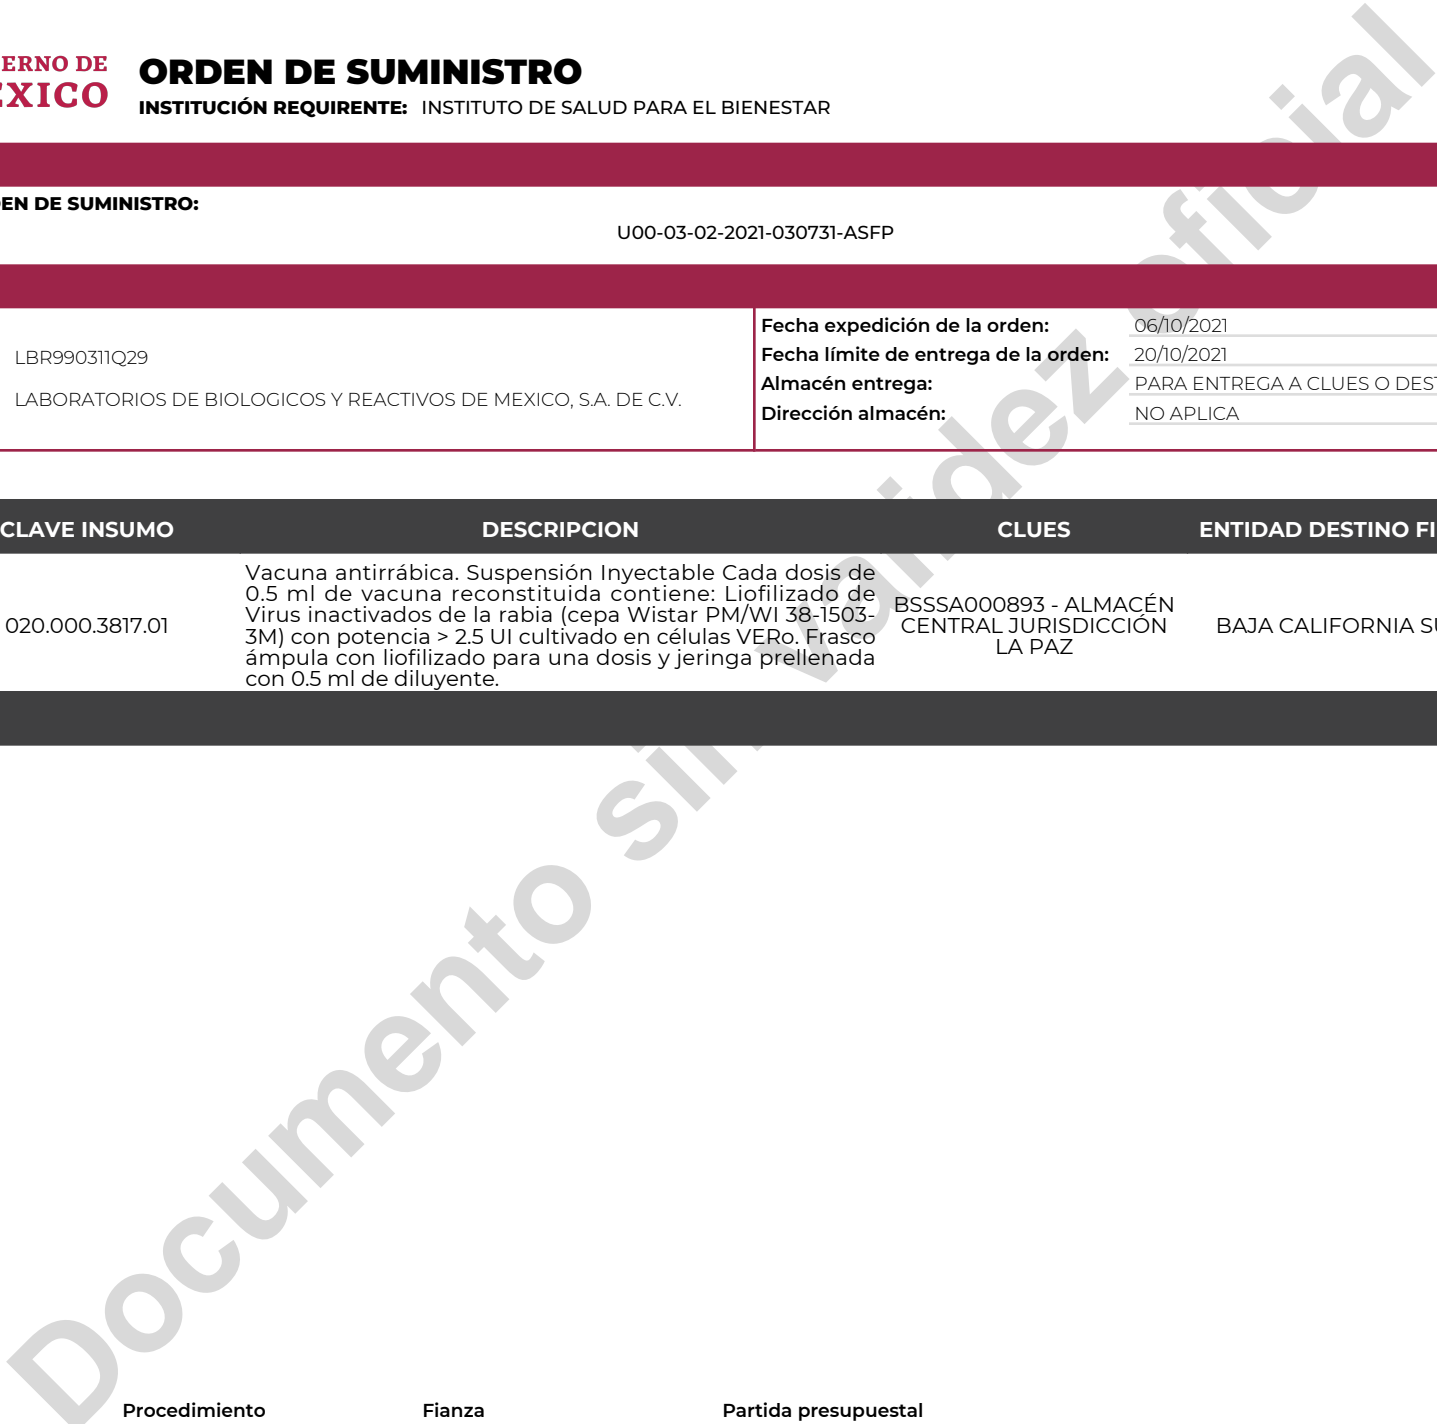 ERNO DE
EXICO
ORDEN DE SUMINISTRO
INSTITUCIÓN REQUIRENTE: INSTITUTO DE SALUD PARA EL BIENESTAR
EN DE SUMINISTRO:
U00-03-02-2021-030731-ASFP
LBR990311Q29
LABORATORIOS DE BIOLOGICOS Y REACTIVOS DE MEXICO, S.A. DE C.V.
Fecha expedición de la orden: 06/10/2021
Fecha límite de entrega de la orden: 20/10/2021
Almacén entrega: PARA ENTREGA A CLUES O DEST
Dirección almacén: NO APLICA
CLAVE INSUMO DESCRIPCION CLUES ENTIDAD DESTINO FI
020.000.3817.01
Vacuna antirrábica. Suspensión Inyectable Cada dosis de
0.5 ml de vacuna reconstituida contiene: Liofilizado de
Virus inactivados de la rabia (cepa Wistar PM/WI 38-1503-
3M) con potencia > 2.5 UI cultivado en células VERo. Frasco
ámpula con liofilizado para una dosis y jeringa prellenada
con 0.5 ml de diluyente.
BSSSA000893 - ALMACÉN
CENTRAL JURISDICCIÓN
LA PAZ
BAJA CALIFORNIA SU
Documento sin validez oficial
Procedimiento Fianza Partida presupuestal